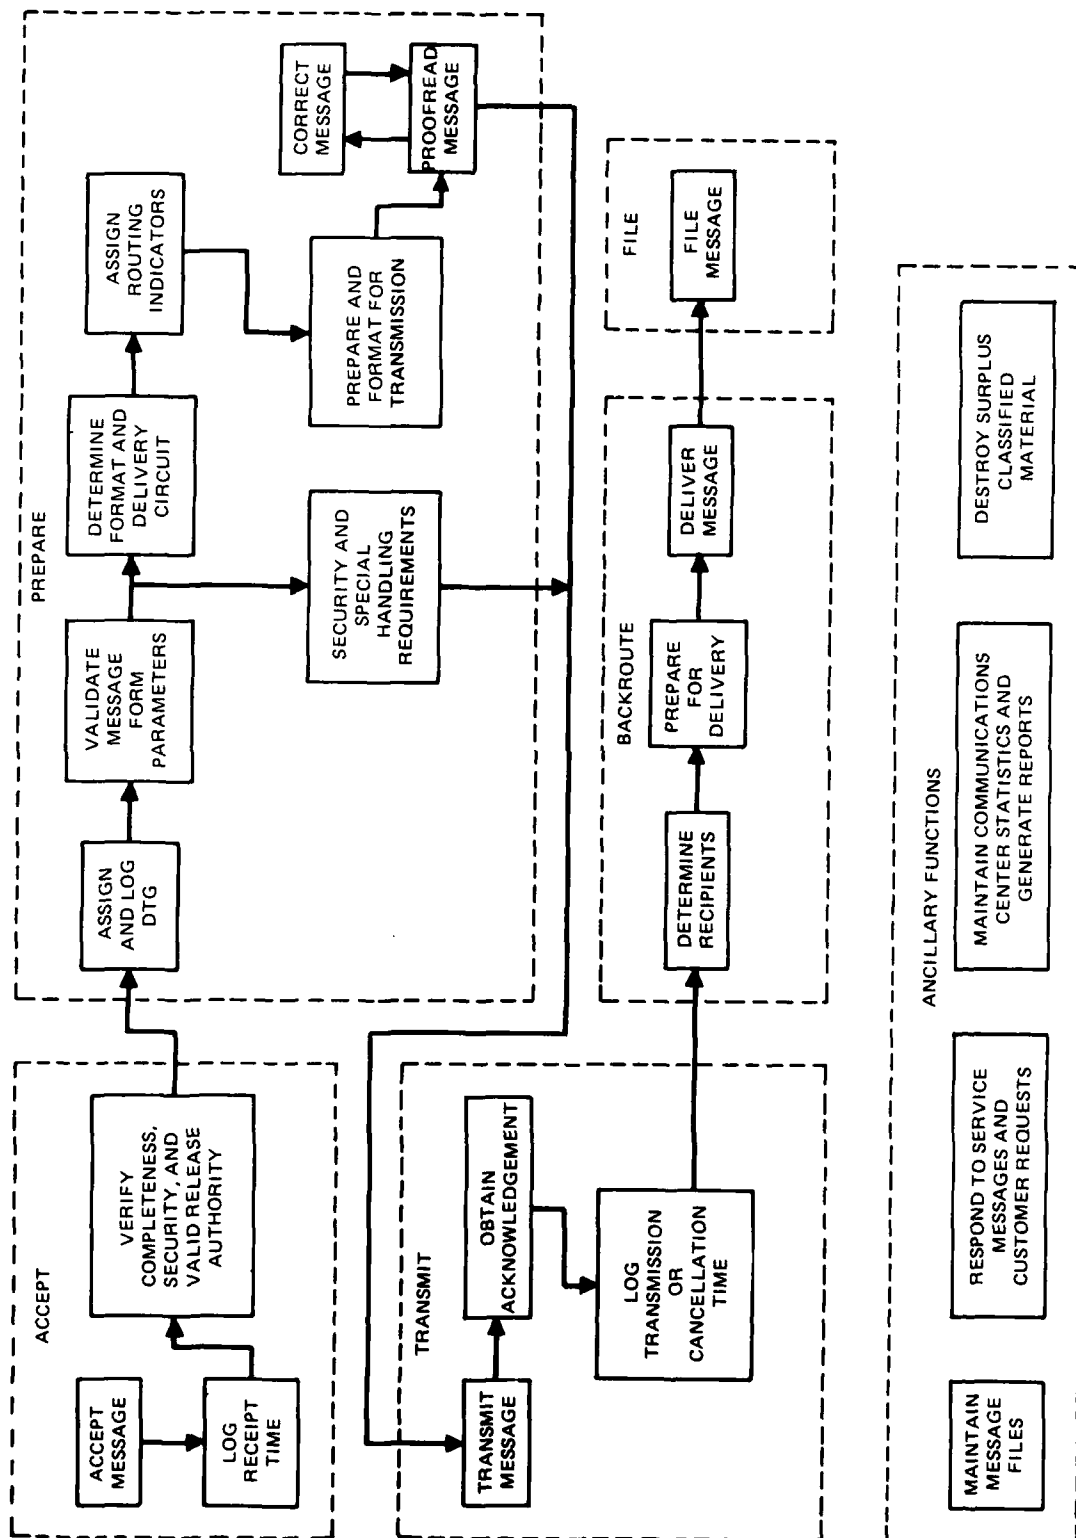 ACCEPT
ACCEPT
MESSAGE
LOG
RECEIPT
TIME
VERIFY
COMPLETENESS,
SECURITY, AND
VALID RELEASE
AUTHORITY
PREPARE
ASSIGN
AND LOG
DTG
VALIDATE
MESSAGE
FORM
PARAMETERS
DETERMINE
FORMAT AND
DELIVERY
CIRCUIT
ASSIGN
ROUTING
INDICATORS
SECURITY AND
SPECIAL
HANDLING
REQUIREMENTS
PREPARE AND
FORMAT FOR
TRANSMISSION
CORRECT
MESSAGE
PROOFREAD
MESSAGE
TRANSMIT
TRANSMIT
MESSAGE
OBTAIN
ACKNOWLEDGEMENT
LOG
TRANSMISSION
OR
CANCELLATION
TIME
BACKROUTE
DETERMINE
RECIPIENTS
PREPARE
FOR
DELIVERY
DELIVER
MESSAGE
FILE
FILE
MESSAGE
ANCILLARY FUNCTIONS
MAINTAIN
MESSAGE
FILES
RESPOND TO SERVICE
MESSAGES AND
CUSTOMER REQUESTS
MAINTAIN COMMUNICATIONS
CENTER STATISTICS AND
GENERATE REPORTS
DESTROY SURPLUS
CLASSIFIED
MATERIAL